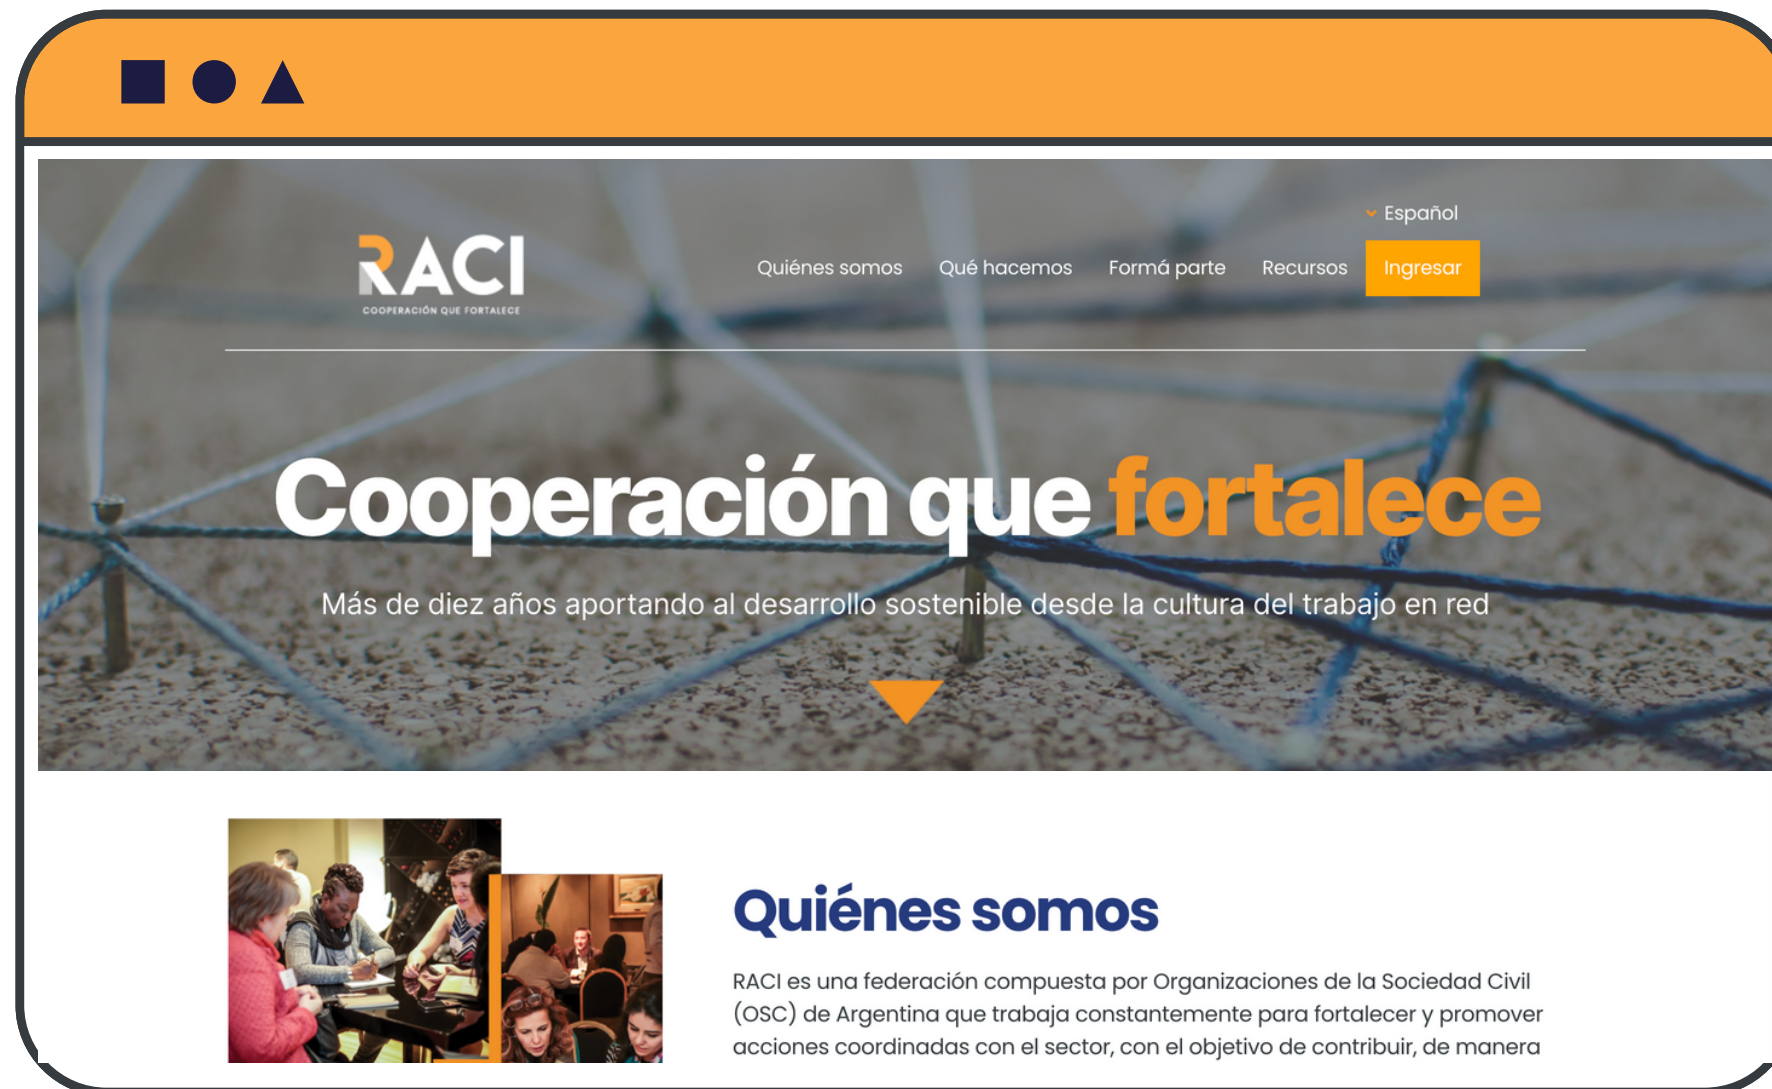 Español
RACI
COOPERACIÓN QUE FORTALECE
Quiénes somos
Qué hacemos
Formá parte
Recursos
Ingresar
Cooperación que fortalece
Más de diez años aportando al desarrollo sostenible desde la cultura del trabajo en red
Quiénes somos
RACI es una federación compuesta por Organizaciones de la Sociedad Civil
(OSC) de Argentina que trabaja constantemente para fortalecer y promover
acciones coordinadas con el sector, con el objetivo de contribuir, de manera